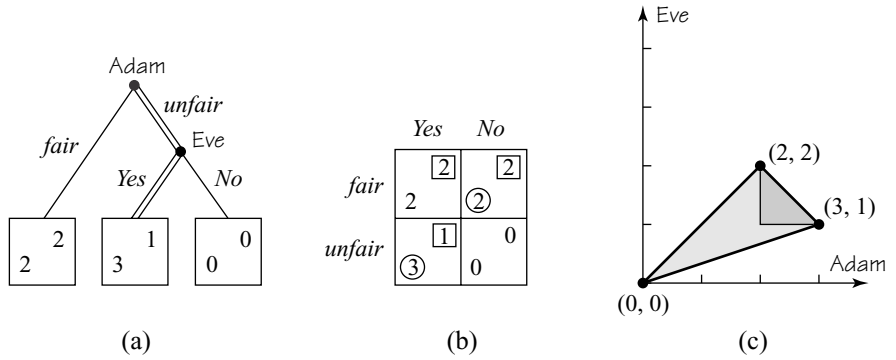 Adam
unfair
fair
Eve
Yes
No
2
2
1
3
0
0
(a)
Yes No
fair
2
2
2
2
unfair
1
3
0
0
(b)
Eve
(2, 2)
(3, 1)
Adam
(0, 0)
(c)